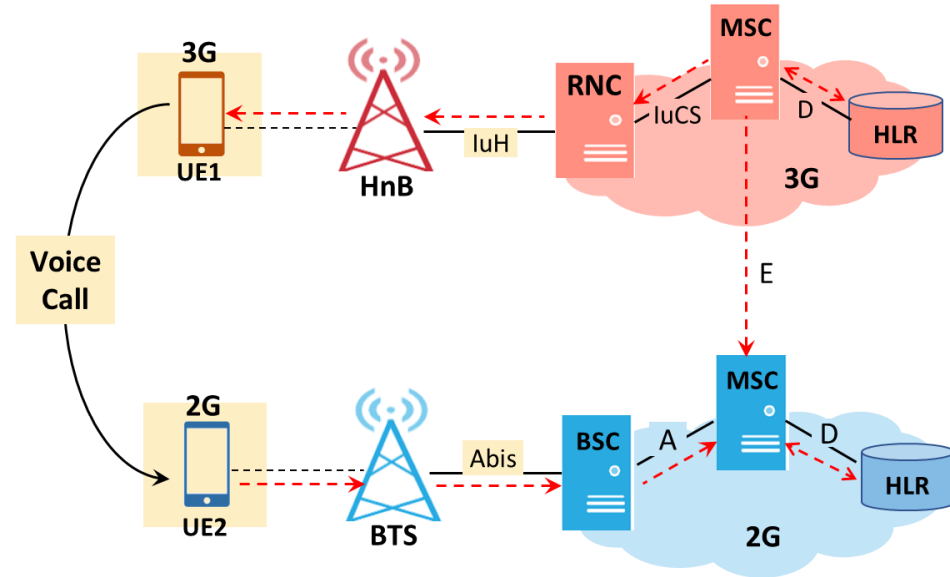 3G
UE1
HnB
IuH
RNC
IuCS
MSC
D
HLR
3G
Voice
Call
E
2G
UE2
BTS
Abis
BSC
A
MSC
D
HLR
2G